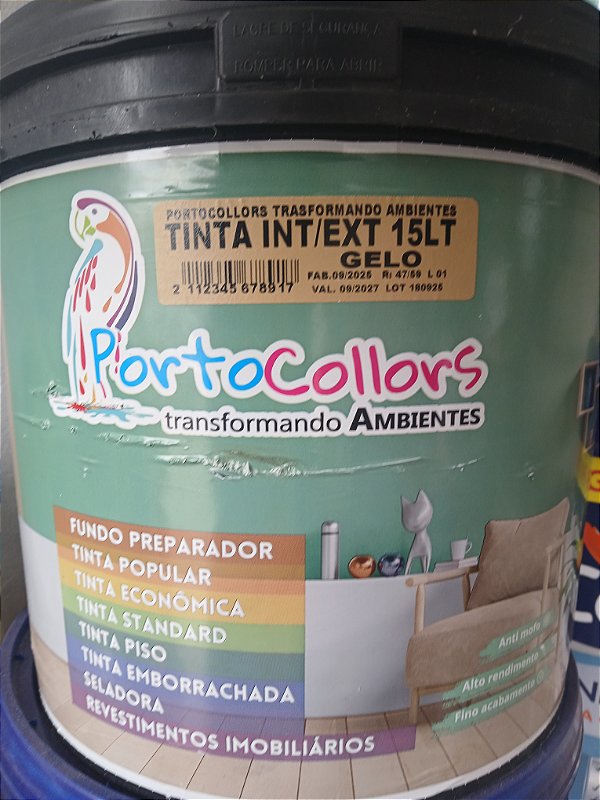 LACRE DE SEGURANÇA
ROMPER PARA ABRIR
PORTOCOLLORS TRASFORMANDO AMBIENTES
TINTA INT/EXT 15LT
GELO
FAB.09/2025 R: 47/59 L 01
2 112345 678917
VAL. 09/2027 LOT 180925
PortoCollors
transformando AMBIENTES
FUNDO PREPARADOR
TINTA POPULAR
TINTA ECONÔMICA
TINTA STANDARD
TINTA PISO
TINTA EMBORRACHADA
SELADORA
REVESTIMENTOS IMOBILIÁRIOS
Anti mofo
Alto rendimento
Fino acabamento